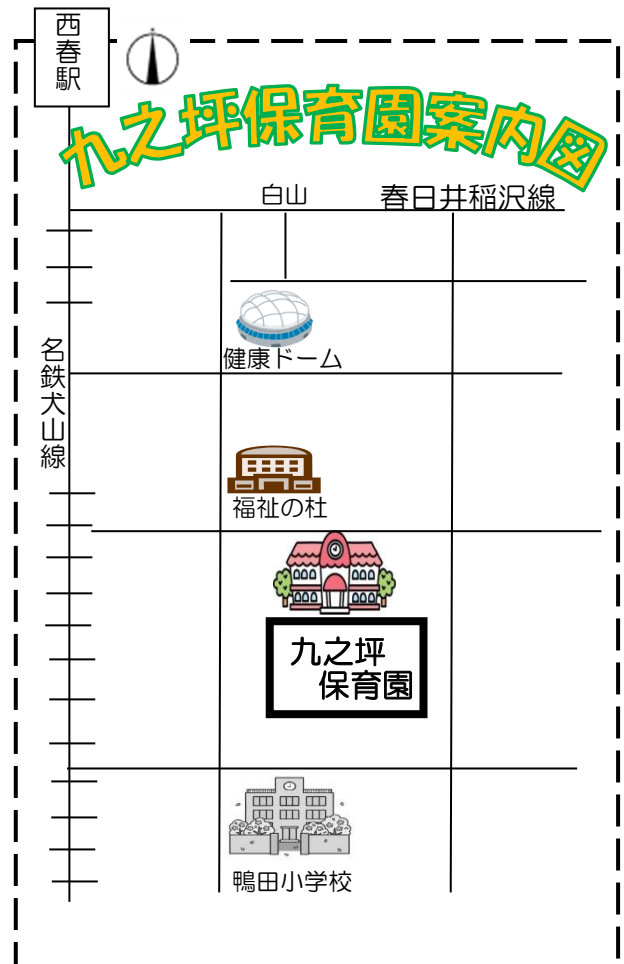 西春駅
九之坪保育園案内図
白山
春日井稲沢線
健康ドーム
名鉄犬山線
福祉の杜
九之坪
保育園
鴨田小学校